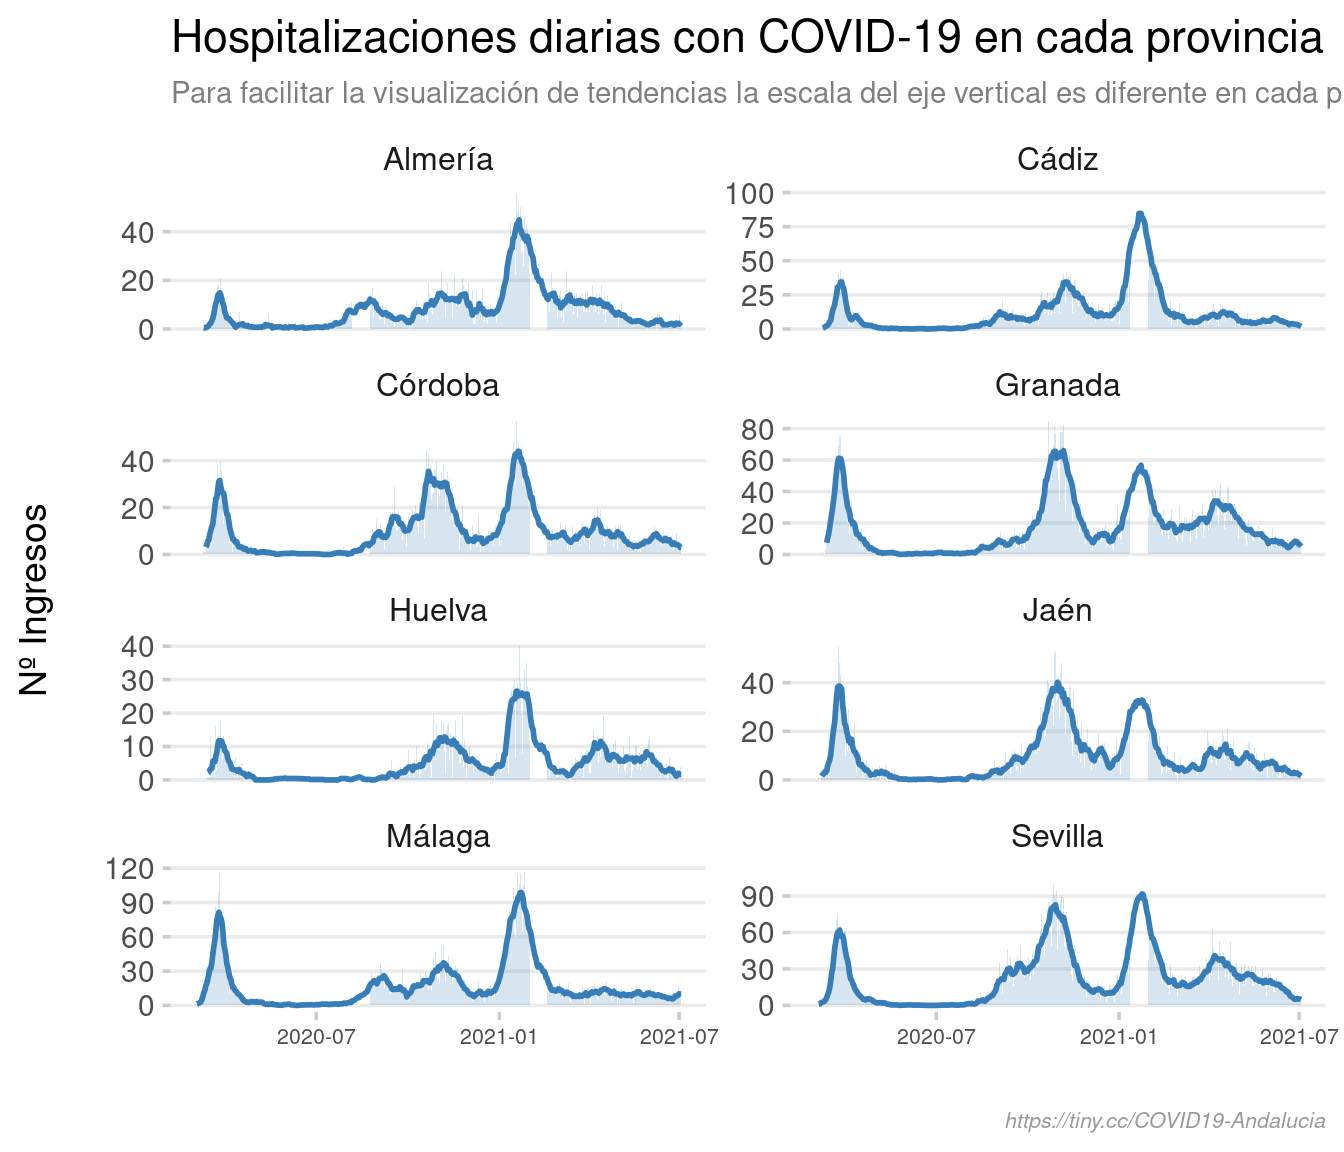 Hospitalizaciones diarias con COVID-19 en cada provincia
Para facilitar la visualización de tendencias la escala del eje vertical es diferente en cada p
Nº Ingresos
Almería
40
20
0
Cádiz
100
75
50
25
0
Córdoba
40
20
0
Granada
80
60
40
20
0
Huelva
40
30
20
10
0
Jaén
40
20
0
Málaga
120
90
60
30
0
2020-07 2021-01 2021-07
Sevilla
90
60
30
0
2020-07 2021-01 2021-07
https://tiny.cc/COVID19-Andalucia